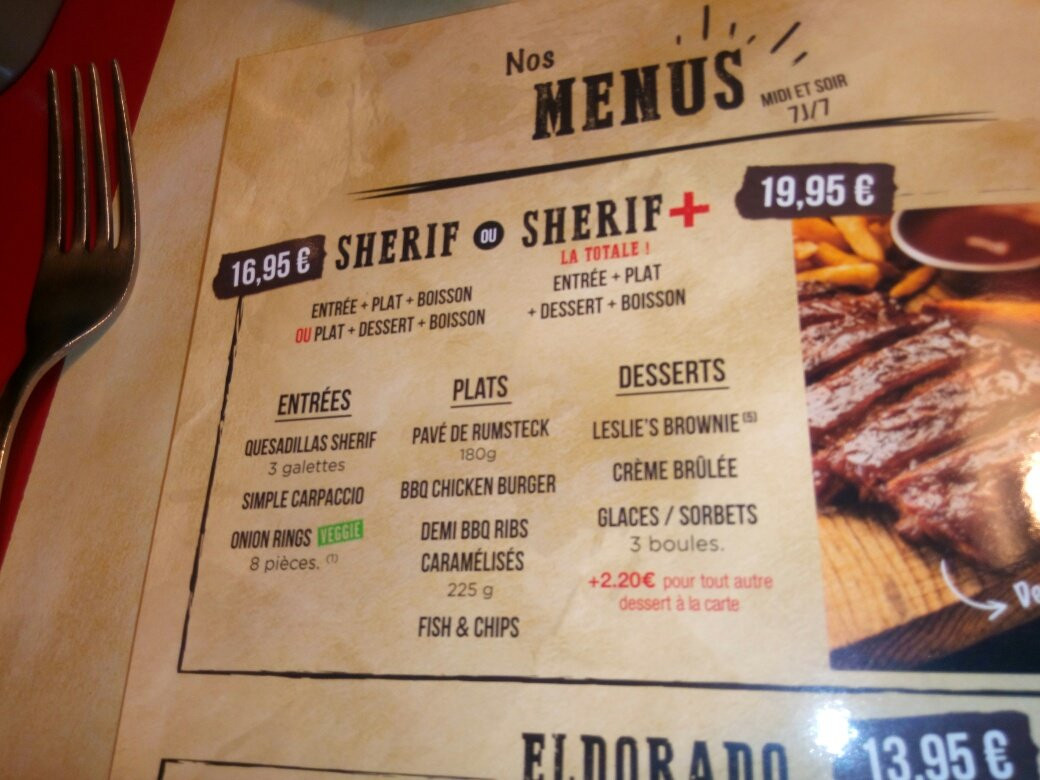 Nos
MENUS
MIDI ET SOIR
7J/7
16,95 €
SHERIF OU SHERIF+
19,95 €
LA TOTALE !
ENTRÉE + PLAT + BOISSON
OU PLAT + DESSERT + BOISSON
ENTRÉE + PLAT
+ DESSERT + BOISSON
ENTRÉES
QUESADILLAS SHERIF
3 galettes
SIMPLE CARPACCIO
ONION RINGS VEGGIE
8 pièces. (1)
PLATS
PAVÉ DE RUMSTECK
180g
BBQ CHICKEN BURGER
DEMI BBQ RIBS
CARAMÉLISÉS
225 g
FISH & CHIPS
DESSERTS
LESLIE'S BROWNIE (5)
CRÈME BRÛLÉE
GLACES / SORBETS
3 boules.
+2.20€ pour tout autre
dessert à la carte
ELDORADO
13,95 €